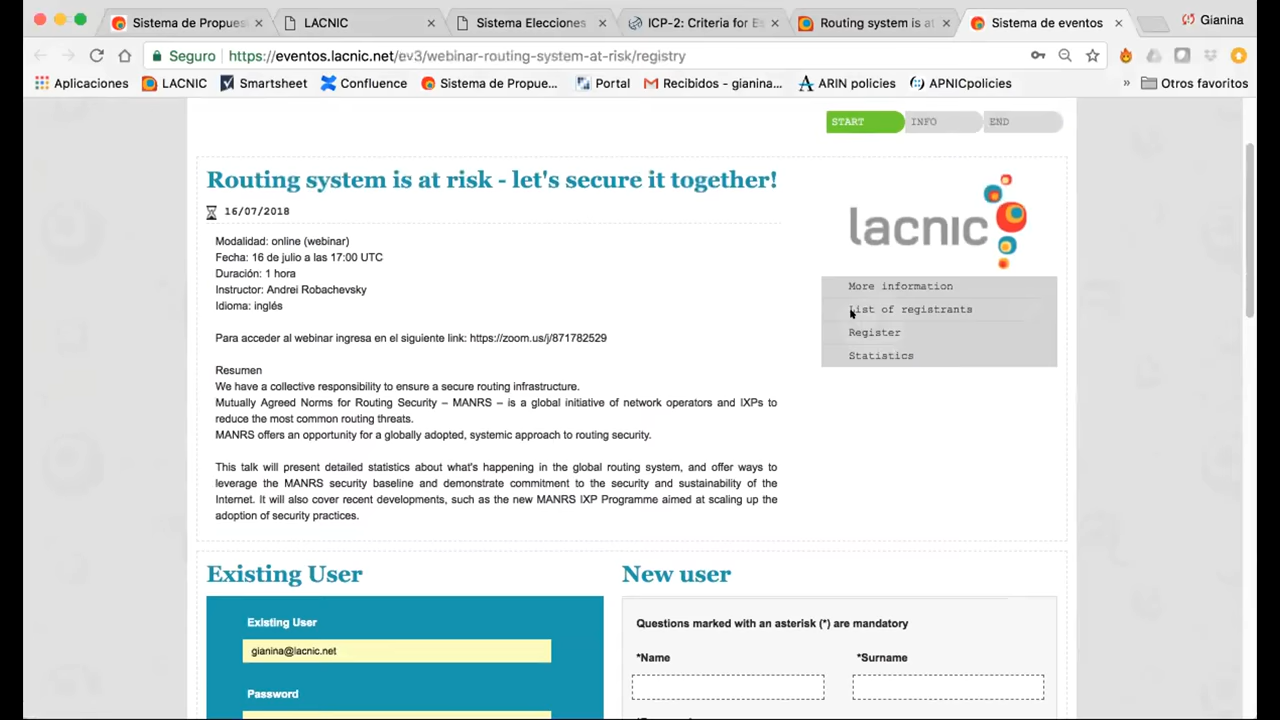 Sistema de Propues
LACNIC
Sistema Elecciones
ICP-2: Criteria for Es
Routing system is at
Sistema de eventos
Gianina
Seguro
https://eventos.lacnic.net/ev3/webinar-routing-system-at-risk/registry
Aplicaciones
LACNIC
Smartsheet
Confluence
Sistema de Propue...
Portal
Recibidos - gianina...
ARIN policies
APNICpolicies
»
Otros favoritos
START
INFO
END
Routing system is at risk - let's secure it together!
16/07/2018
Modalidad: online (webinar)
Fecha: 16 de julio a las 17:00 UTC
Duración: 1 hora
Instructor: Andrei Robachevsky
Idioma: inglés
Para acceder al webinar ingresa en el siguiente link: https://zoom.us/j/871782529
Resumen
We have a collective responsibility to ensure a secure routing infrastructure.
Mutually Agreed Norms for Routing Security – MANRS – is a global initiative of network operators and IXPs to
reduce the most common routing threats.
MANRS offers an opportunity for a globally adopted, systemic approach to routing security.
This talk will present detailed statistics about what's happening in the global routing system, and offer ways to
leverage the MANRS security baseline and demonstrate commitment to the security and sustainability of the
Internet. It will also cover recent developments, such as the new MANRS IXP Programme aimed at scaling up the
adoption of security practices.
lacnic
More information
List of registrants
Register
Statistics
Existing User
Existing User
gianina@lacnic.net
Password
New user
Questions marked with an asterisk (*) are mandatory
*Name
*Surname